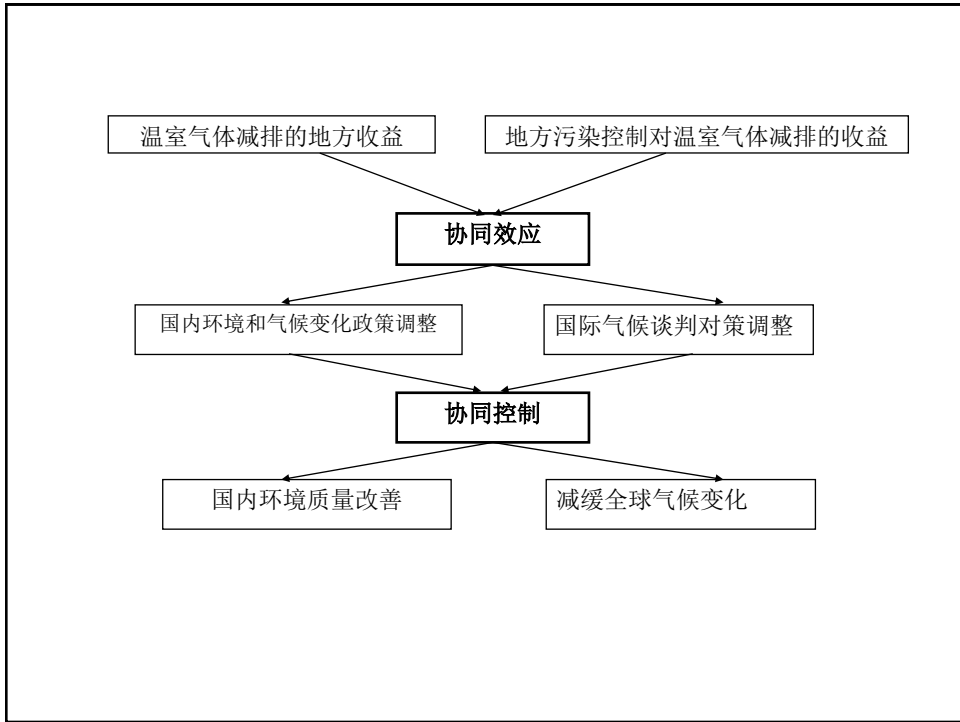 温室气体减排的地方收益
地方污染控制对温室气体减排的收益
协同效应
国内环境和气候变化政策调整
国际气候谈判对策调整
协同控制
国内环境质量改善
减缓全球气候变化